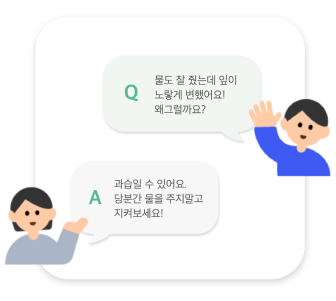 Q
물도 잘 줬는데 잎이
노랗게 변했어요!
왜그럴까요?
A
과습일 수 있어요.
당분간 물을 주지말고
지켜보세요!